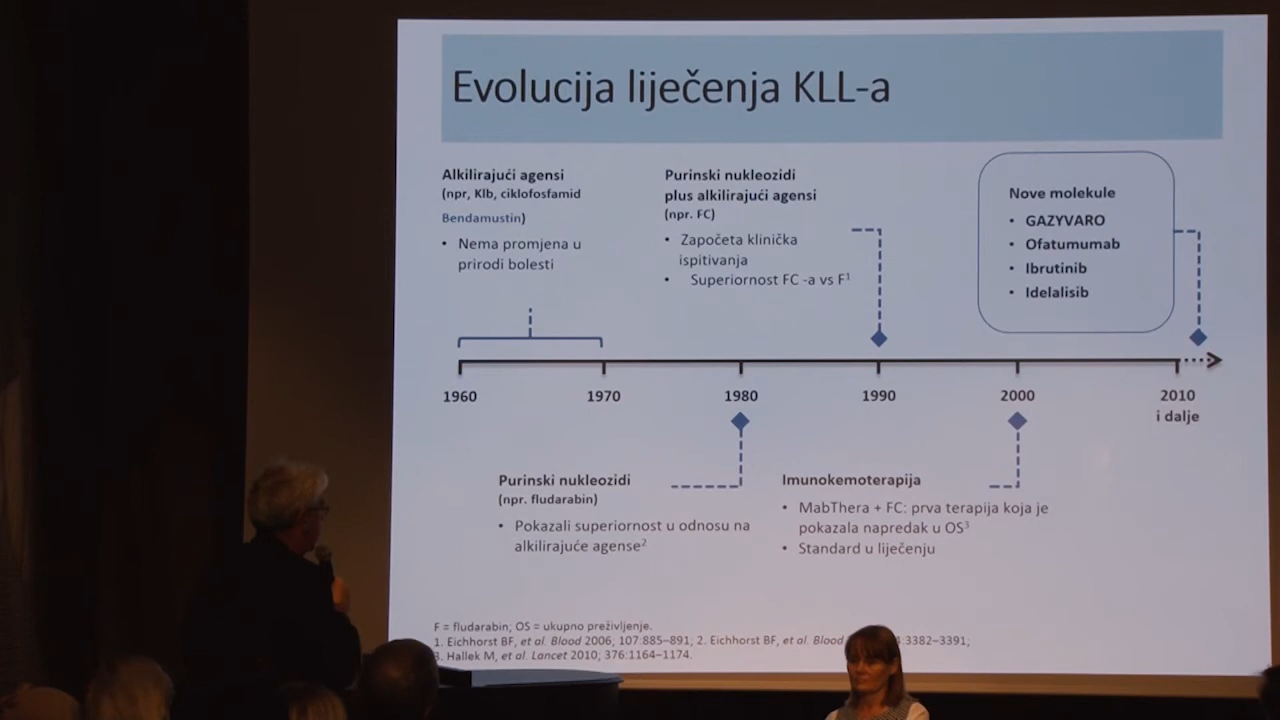 Evolucija liječenja KLL-a
Alkilirajući agensi
(npr, Klb, ciklofosfamid
Bendamustin)
• Nema promjena u
prirodi bolesti
Purinski nukleozidi
plus alkilirajući agensi
(npr. FC)
• Započeta klinička
ispitivanja
• Superiornost FC -a vs F¹
Nove molekule
• GAZYVARO
• Ofatumumab
• Ibrutinib
• Idelalisib
1960 1970 1980 1990 2000 2010
i dalje
Purinski nukleozidi
(npr. fludarabin)
• Pokazali superiornost u odnosu na
alkilirajuće agense²
Imunokemoterapija
• MabThera + FC: prva terapija koja je
pokazala napredak u OS³
• Standard u liječenju
F = fludarabin; OS = ukupno preživljenje.
1. Eichhorst BF, et al. Blood 2006; 107:885–891; 2. Eichhorst BF, et al. Blood :3382–3391;
3. Hallek M, et al. Lancet 2010; 376:1164–1174.